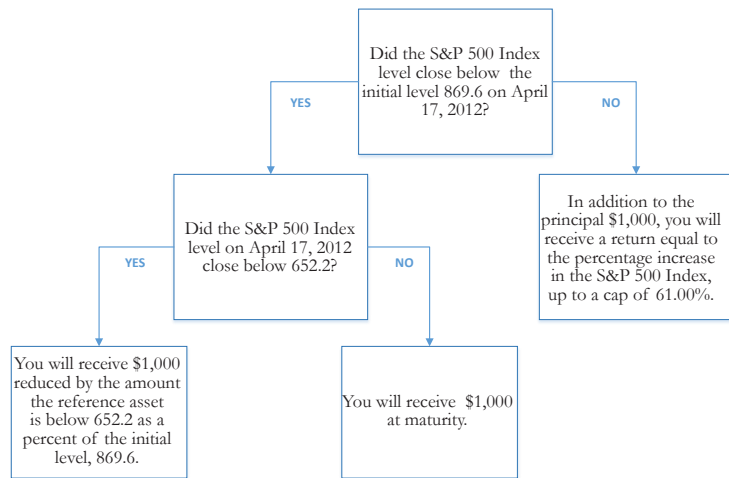 Did the S&P 500 Index
level close below the
initial level 869.6 on April
17, 2012?
YES
NO
Did the S&P 500 Index
level on April 17, 2012
close below 652.2?
In addition to the
principal $1,000, you will
receive a return equal to
the percentage increase
in the S&P 500 Index,
up to a cap of 61.00%.
YES
NO
You will receive $1,000
reduced by the amount
the reference asset
is below 652.2 as a
percent of the initial
level, 869.6.
You will receive $1,000
at maturity.